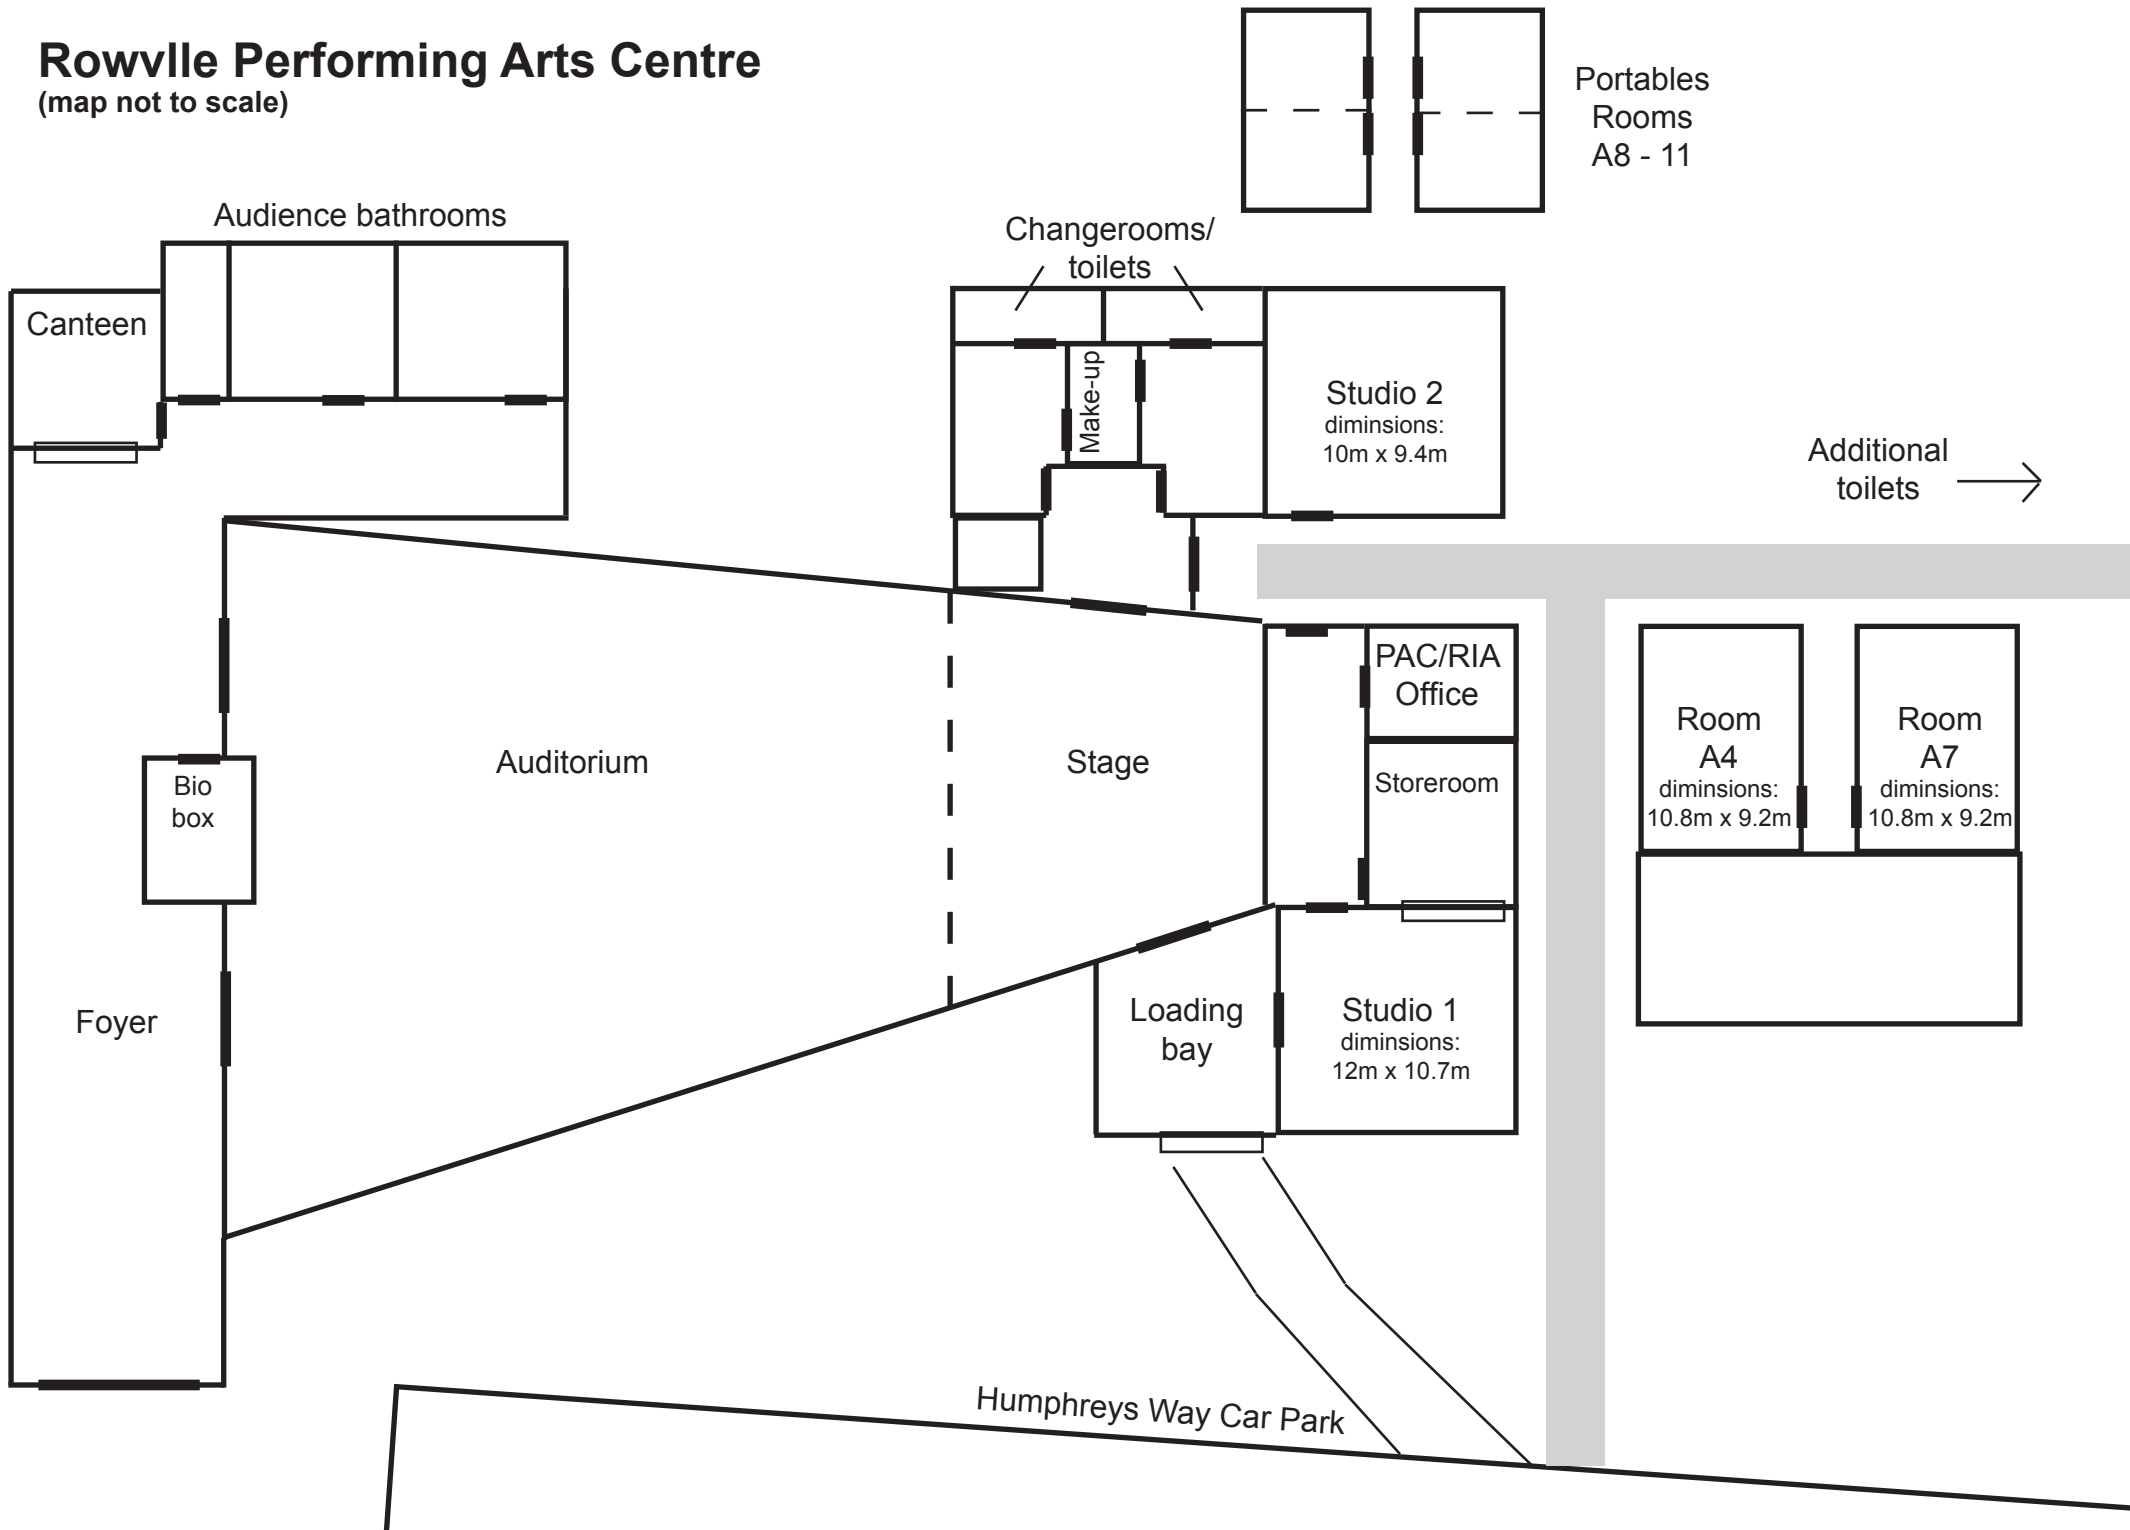 Rowvlle Performing Arts Centre
(map not to scale)
Portables
Rooms
A8 - 11
Audience bathrooms
Changerooms/
toilets
Canteen
Make-up
Studio 2
diminsions:
10m x 9.4m
Additional
toilets
PAC/RIA
Office
Auditorium
Stage
Bio
box
Storeroom
Room
A4
diminsions:
10.8m x 9.2m
Room
A7
diminsions:
10.8m x 9.2m
Foyer
Loading
bay
Studio 1
diminsions:
12m x 10.7m
Humphreys Way Car Park